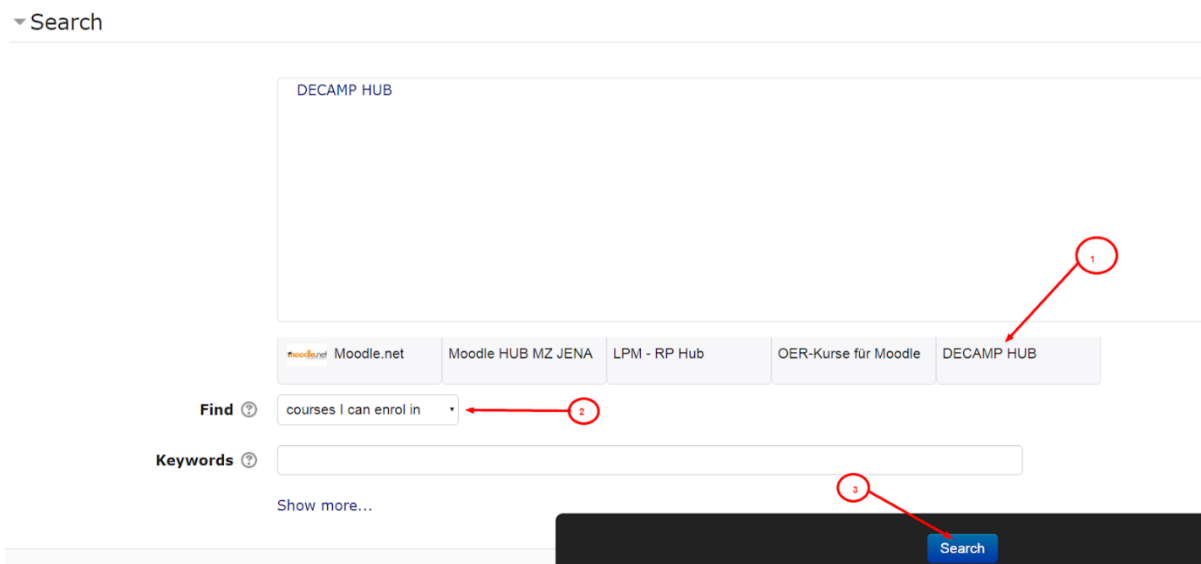 Search
DECAMP HUB
1
moodle.net Moodle.net Moodle HUB MZ JENA LPM - RP Hub OER-Kurse für Moodle DECAMP HUB
Find ? courses I can enrol in 2
Keywords ?
3
Show more...
Search